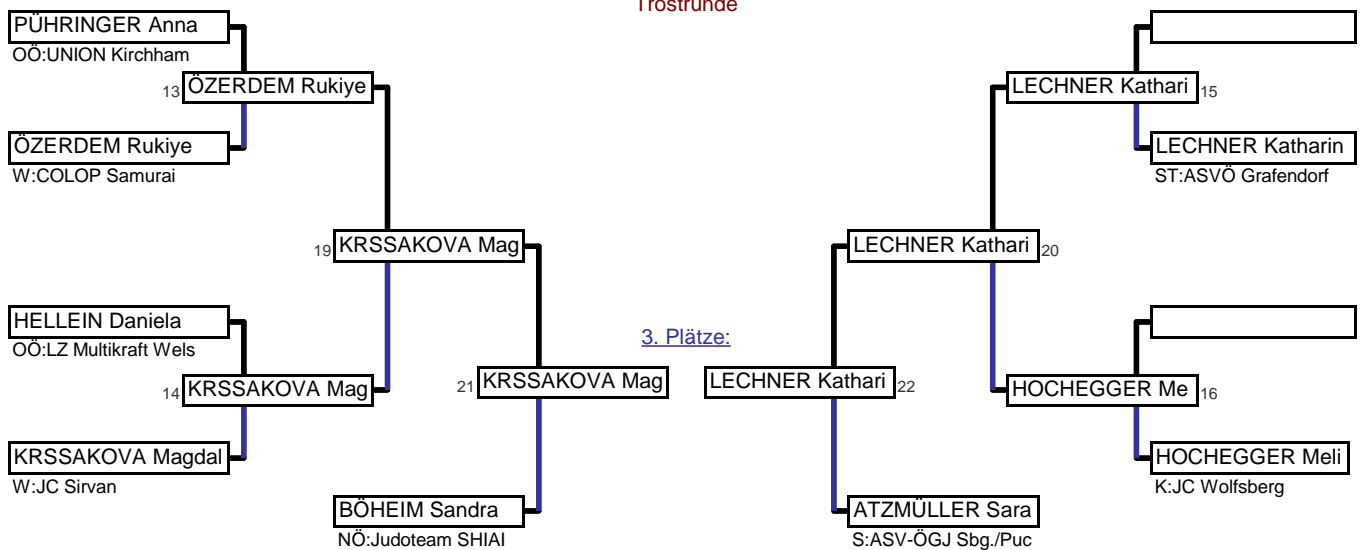 Trostrunde
PÜHRINGER Anna
OÖ:UNION Kirchham
13 ÖZERDEM Rukiye
ÖZERDEM Rukiye
W:COLOP Samurai
19 KRSSAKOVA Mag
HELLEIN Daniela
OÖ:LZ Multikraft Wels
14 KRSSAKOVA Mag
KRSSAKOVA Magdal
W:JC Sirvan
21 KRSSAKOVA Mag
BÖHEIM Sandra
NÖ:Judoteam SHIAI
3. Plätze:
LECHNER Kathari 15
LECHNER Katharin
ST:ASVÖ Grafendorf
LECHNER Kathari 20
LECHNER Kathari 22
HOCHEGGER Me 16
HOCHEGGER Meli
K:JC Wolfsberg
ATZMÜLLER Sara
S:ASV-ÖGJ Sbg./Puc